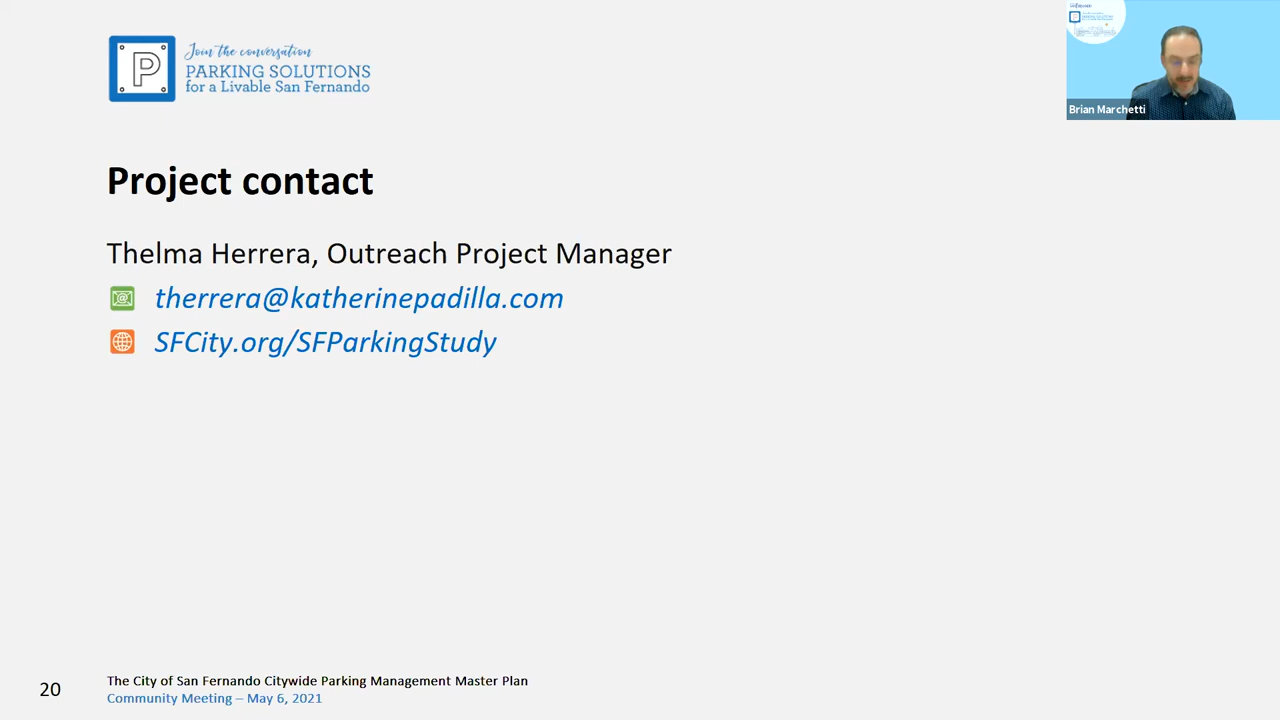 Join the conversation
PARKING SOLUTIONS
for a Livable San Fernando
P
Brian Marchetti
Project contact
Thelma Herrera, Outreach Project Manager
therrera@katherinepadilla.com
SFCity.org/SFParkingStudy
20
The City of San Fernando Citywide Parking Management Master Plan
Community Meeting – May 6, 2021